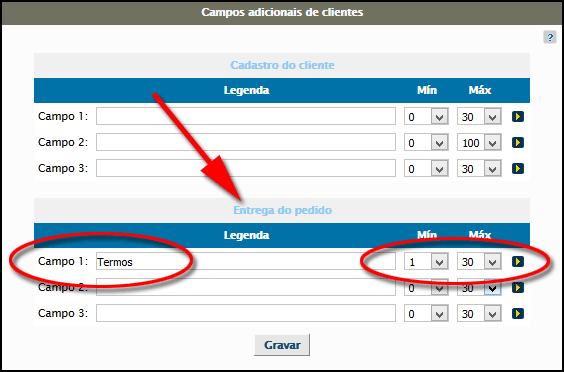 Campos adicionais de clientes
?
Cadastro do cliente
Legenda Mín Máx
Campo 1: 0 30
Campo 2: 0 100
Campo 3: 0 30
Entrega do pedido
Legenda Mín Máx
Campo 1: Termos 1 30
Campo 2: 0 30
Campo 3: 0 30
Gravar